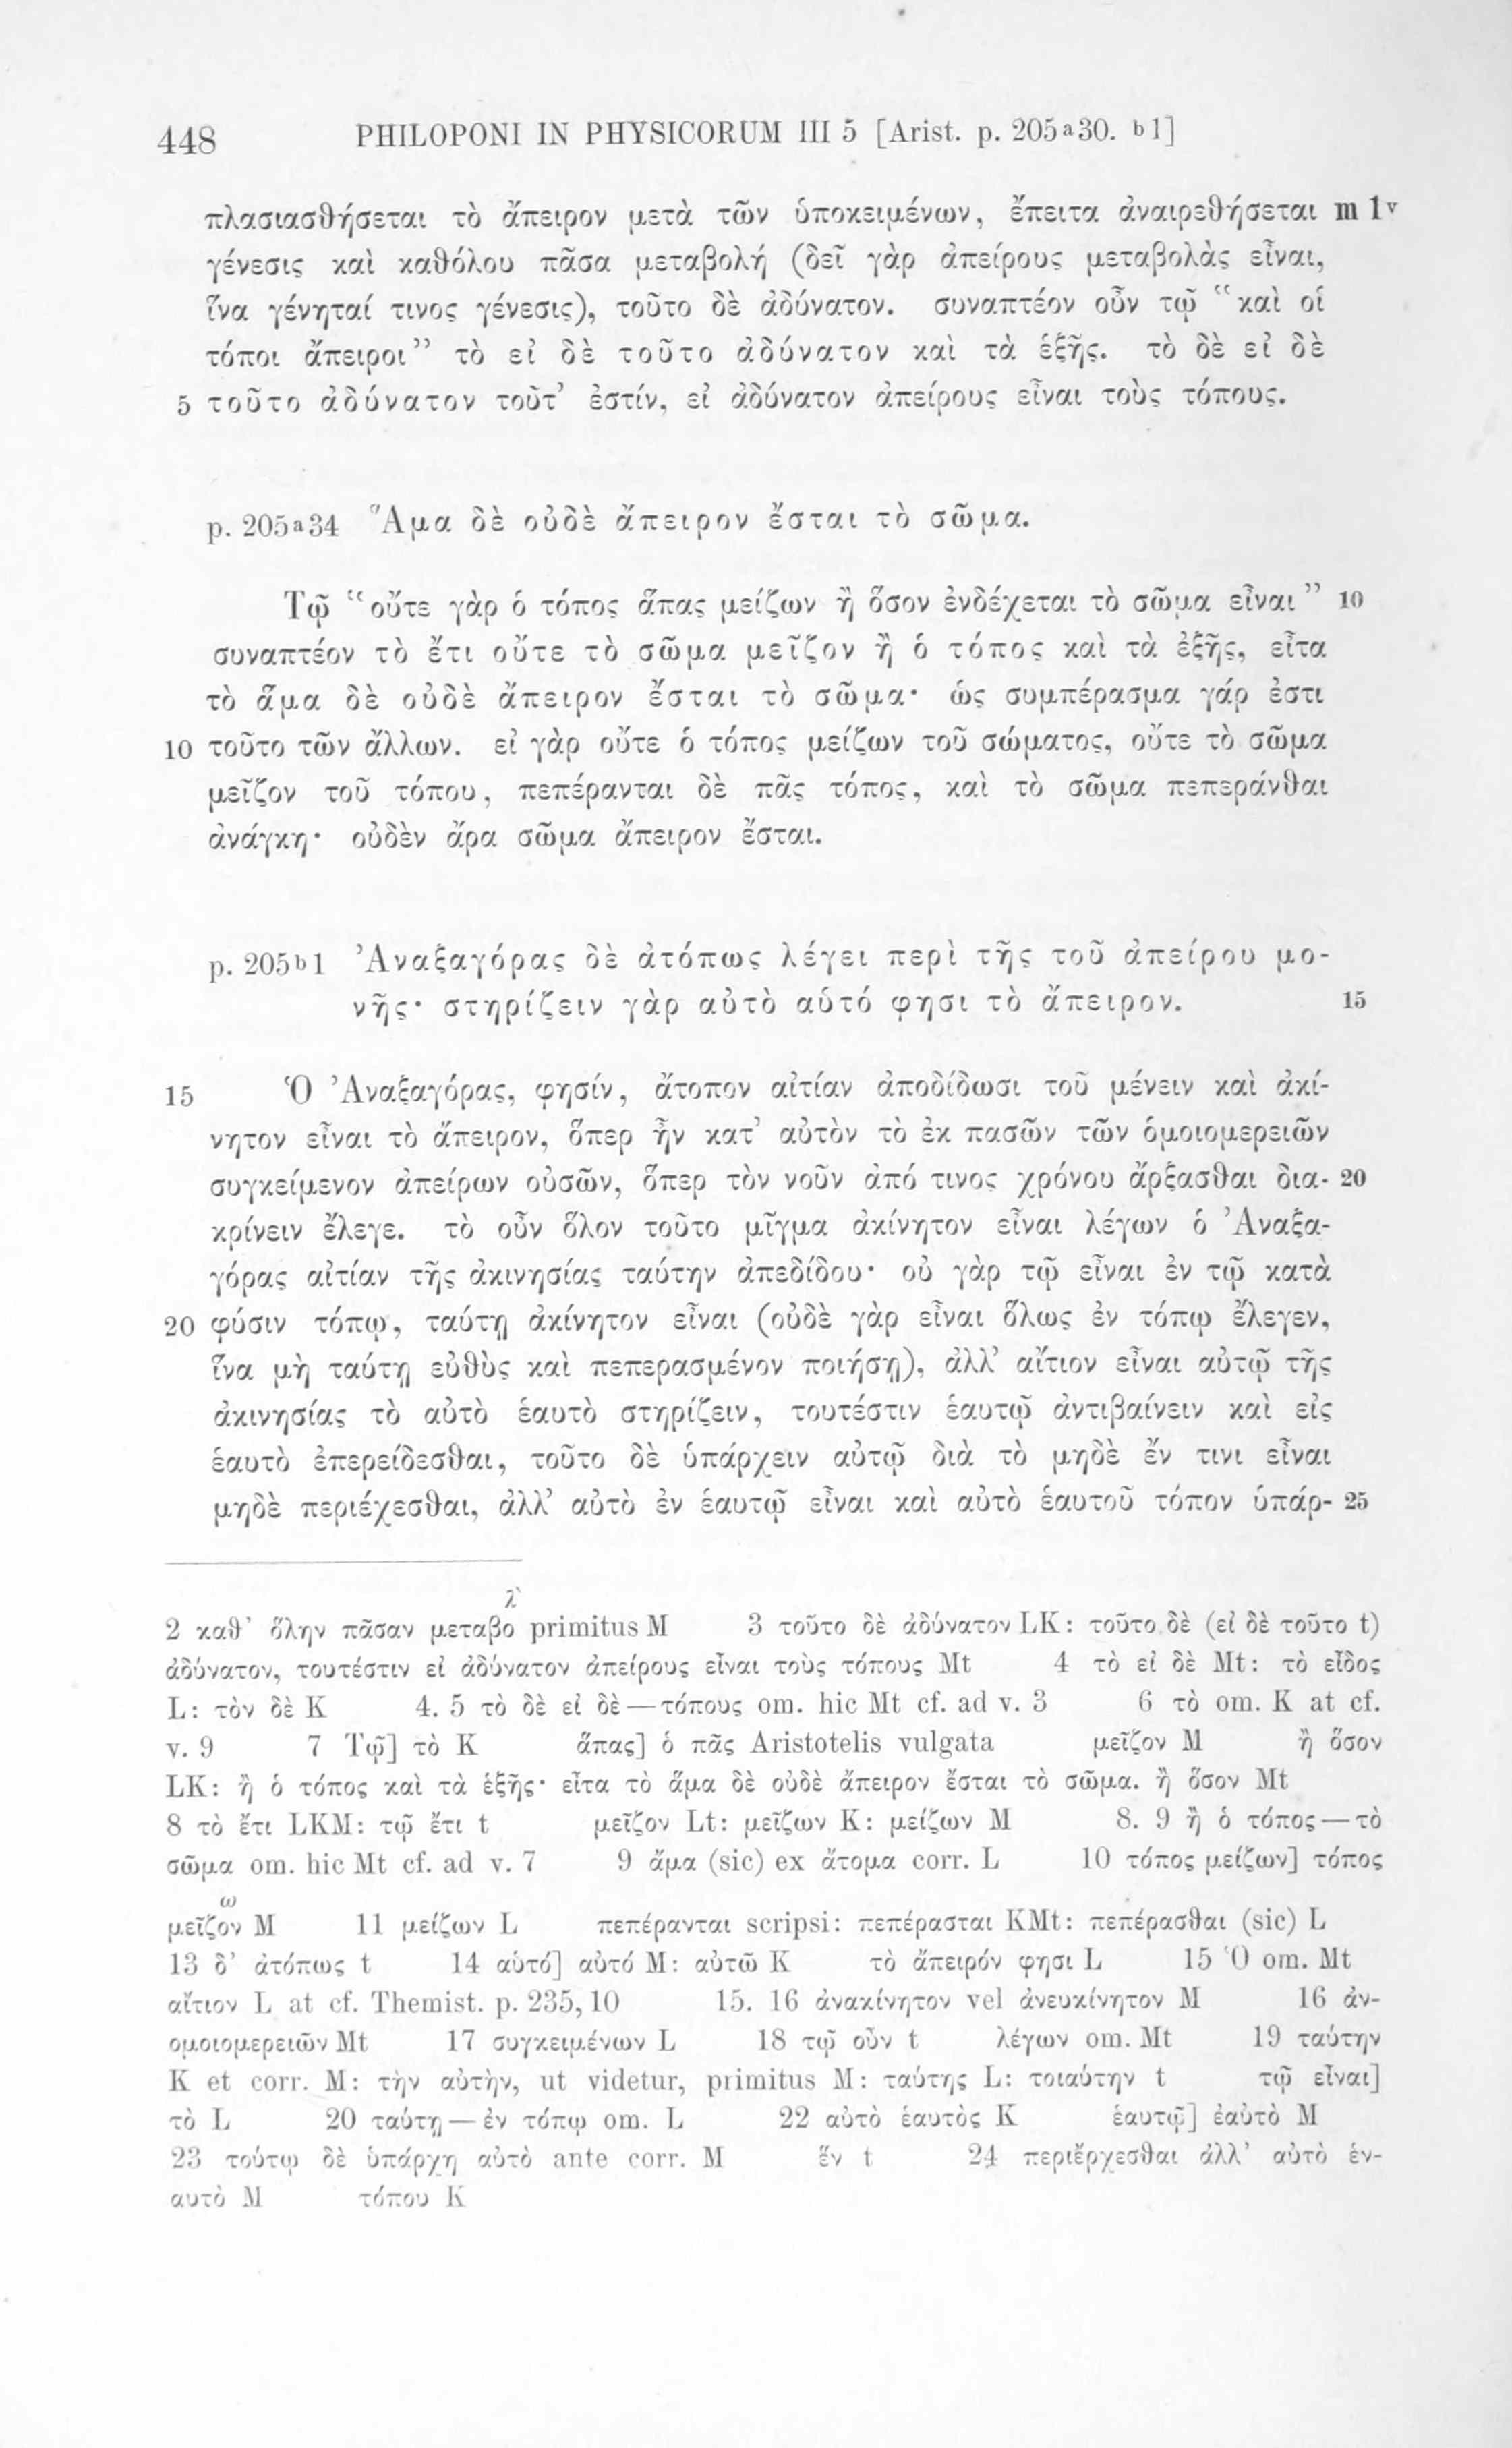 448 PHILOPONI IN PHYSICORUM III 5 [Arist. p. 205a30. b1]
πλασιασθήσεται τὸ ἄπειρον μετὰ τῶν ὑποκειμένων, ἔπειτα ἀναιρεθήσεται m 1v
γένεσις καὶ καθόλου πᾶσα μεταβολή (δεῖ γὰρ ἀπείρους μεταβολὰς εἶναι,
ἵνα γένηταί τινος γένεσις), τοῦτο δὲ ἀδύνατον. συναπτέον οὖν τῷ “καὶ οἱ
τόποι ἄπειροι” τὸ εἰ δὲ τοῦτο ἀδύνατον καὶ τὰ ἑξῆς. τὸ δὲ εἰ δὲ
5 τοῦτο ἀδύνατον τοῦτ’ ἐστίν, εἰ ἀδύνατον ἀπείρους εἶναι τοὺς τόπους.
p. 205a34 Ἅμα δὲ οὐδὲ ἄπειρον ἔσται τὸ σῶμα.
Τῷ “οὔτε γὰρ ὁ τόπος ἅπας μείζων ἢ ὅσον ἐνδέχεται τὸ σῶμα εἶναι” 10
συναπτέον τὸ ἔτι οὔτε τὸ σῶμα μεῖζον ἢ ὁ τόπος καὶ τὰ ἑξῆς, εἶτα
τὸ ἅμα δὲ οὐδὲ ἄπειρον ἔσται τὸ σῶμα· ὡς συμπέρασμα γάρ ἐστι
10 τοῦτο τῶν ἄλλων. εἰ γὰρ οὔτε ὁ τόπος μείζων τοῦ σώματος, οὔτε τὸ σῶμα
μεῖζον τοῦ τόπου, πεπέρανται δὲ πᾶς τόπος, καὶ τὸ σῶμα πεπεράνθαι
ἀνάγκη· οὐδὲν ἄρα σῶμα ἄπειρον ἔσται.
p. 205b1 Ἀναξαγόρας δὲ ἀτόπως λέγει περὶ τῆς τοῦ ἀπείρου μο-
νῆς· στηρίζειν γὰρ αὐτὸ αὑτό φησι τὸ ἄπειρον. 15
15 Ὁ Ἀναξαγόρας, φησίν, ἄτοπον αἰτίαν ἀποδίδωσι τοῦ μένειν καὶ ἀκί-
νητον εἶναι τὸ ἄπειρον, ὅπερ ἦν κατ’ αὐτὸν τὸ ἐκ πασῶν τῶν ὁμοιομερειῶν
συγκείμενον ἀπείρων οὐσῶν, ὅπερ τὸν νοῦν ἀπό τινος χρόνου ἄρξασθαι δια- 20
κρίνειν ἔλεγε. τὸ οὖν ὅλον τοῦτο μῖγμα ἀκίνητον εἶναι λέγων ὁ Ἀναξα-
γόρας αἰτίαν τῆς ἀκινησίας ταύτην ἀπεδίδου· οὐ γὰρ τῷ εἶναι ἐν τῷ κατὰ
20 φύσιν τόπῳ, ταύτῃ ἀκίνητον εἶναι (οὐδὲ γὰρ εἶναι ὅλως ἐν τόπῳ ἔλεγεν,
ἵνα μὴ ταύτῃ εὐθὺς καὶ πεπερασμένον ποιήσῃ), ἀλλ’ αἴτιον εἶναι αὐτῷ τῆς
ἀκινησίας τὸ αὐτὸ ἑαυτὸ στηρίζειν, τουτέστιν ἑαυτῷ ἀντιβαίνειν καὶ εἰς
ἑαυτὸ ἐπερείδεσθαι, τοῦτο δὲ ὑπάρχειν αὐτῷ διὰ τὸ μηδὲ ἔν τινι εἶναι
μηδὲ περιέχεσθαι, ἀλλ’ αὐτὸ ἐν ἑαυτῷ εἶναι καὶ αὐτὸ ἑαυτοῦ τόπον ὑπάρ- 25
2 καθ’ ὅλην πᾶσαν μεταβο λ primitus M 3 τοῦτο δὲ ἀδύνατον LK: τοῦτο δὲ (εἰ δὲ τοῦτο t)
ἀδύνατον, τουτέστιν εἰ ἀδύνατον ἀπείρους εἶναι τοὺς τόπους Mt 4 τὸ εἰ δὲ Mt: τὸ εἶδος
L: τὸν δὲ K 4. 5 τὸ δὲ εἰ δὲ — τόπους om. hic Mt cf. ad v. 3 6 τὸ om. K at cf.
v. 9 7 Τῷ] τὸ K ἅπας] ὁ πᾶς Aristotelis vulgata μεῖζον M ἢ ὅσον
LK: ἢ ὁ τόπος καὶ τὰ ἑξῆς· εἶτα τὸ ἅμα δὲ οὐδὲ ἄπειρον ἔσται τὸ σῶμα. ἢ ὅσον Mt
8 τὸ ἔτι LKM: τῷ ἔτι t μεῖζον Lt: μεῖζων K: μείζων M 8. 9 ἢ ὁ τόπος — τὸ
σῶμα om. hic Mt cf. ad v. 7 9 ἄμα (sic) ex ἄτομα corr. L 10 τόπος μείζων] τόπος
ω
μεῖζον M 11 μείζων L πεπέρανται scripsi: πεπέρασται KMt: πεπέρασθαι (sic) L
13 δ’ ἀτόπως t 14 αὑτό] αὐτό M: αὐτῶ K τὸ ἄπειρόν φησι L 15 Ὁ om. Mt
αἴτιον L at cf. Themist. p. 235,10 15. 16 ἀνακίνητον vel ἀνευκίνητον M 16 ἀν-
ομοιομερειῶν Mt 17 συγκειμένων L 18 τῷ οὖν t λέγων om. Mt 19 ταύτην
K et corr. M: τὴν αὐτὴν, ut videtur, primitus M: ταύτης L: τοιαύτην t τῷ εἶναι]
τὸ L 20 ταύτῃ — ἐν τόπῳ om. L 22 αὐτὸ ἑαυτὸς K ἑαυτῷ] ἑαυτὸ M
23 τούτῳ δὲ ὑπάρχῃ αὐτὸ ante corr. M ἕν t 24 περιέρχεσθαι ἀλλ’ αὐτὸ ἐν-
αυτὸ M τόπου K